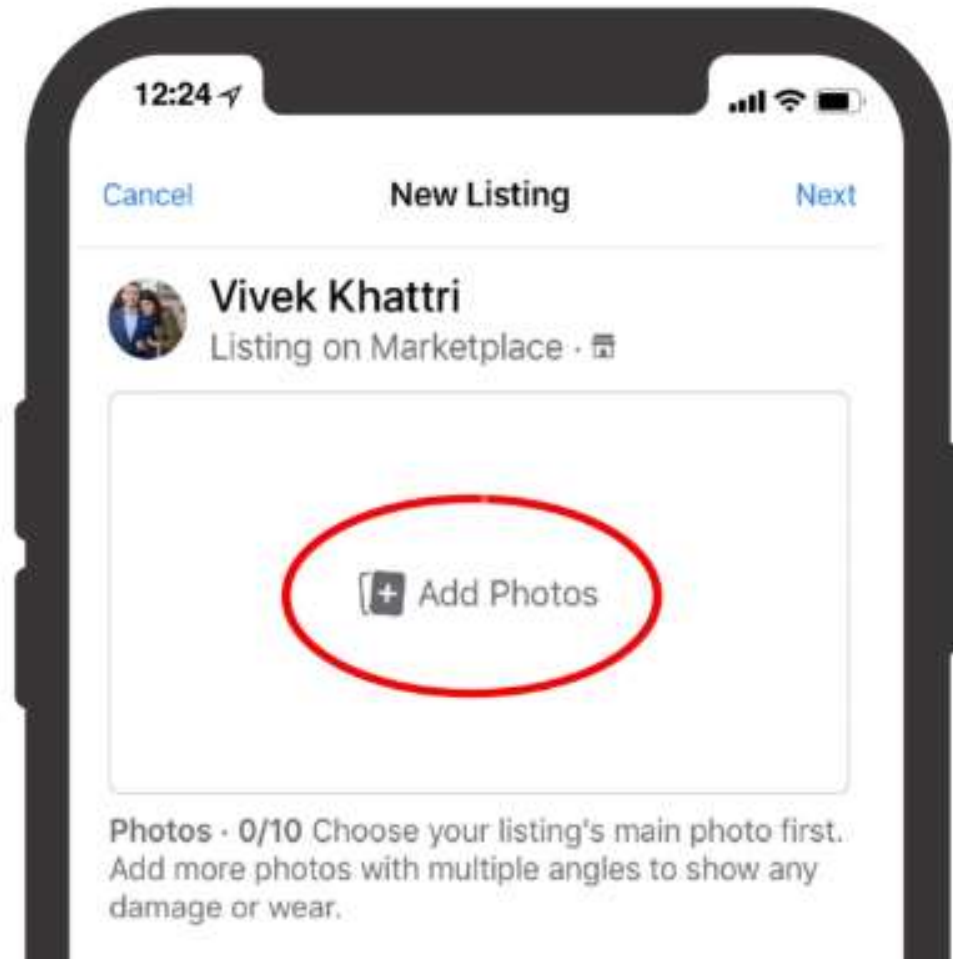 12:24
Cancel New Listing Next
Vivek Khattri
Listing on Marketplace ·
Add Photos
Photos · 0/10 Choose your listing's main photo first.
Add more photos with multiple angles to show any
damage or wear.